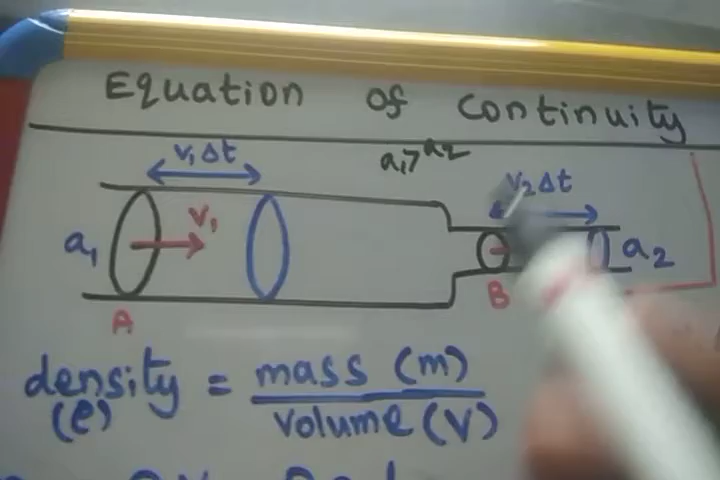 Equation of continuity
a₁>a₂
v₁Δt
v₂Δt
v₁
a₁
a₂
A
B
density = mass (m)
(ρ) volume (V)